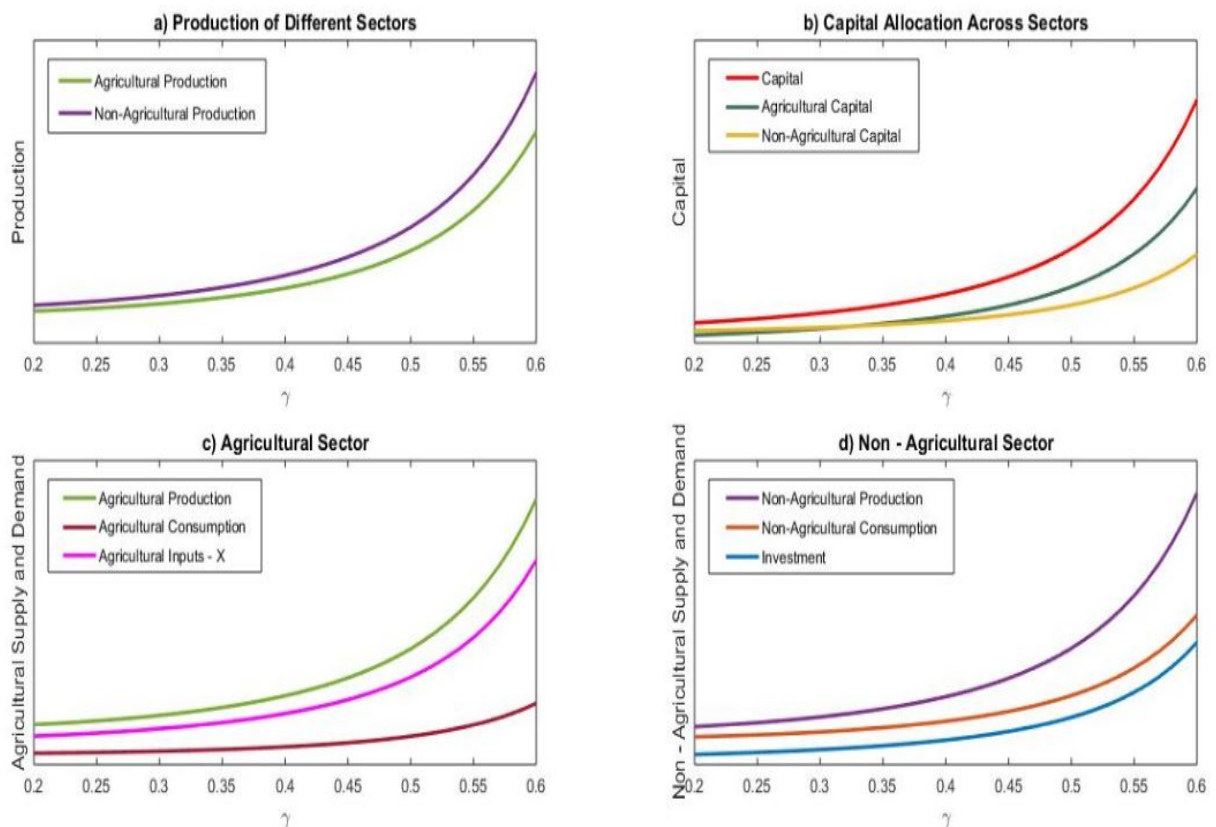 a) Production of Different Sectors
Agricultural Production
Non-Agricultural Production
Production
0.2 0.25 0.3 0.35 0.4 0.45 0.5 0.55 0.6
γ
b) Capital Allocation Across Sectors
Capital
Agricultural Capital
Non-Agricultural Capital
Capital
0.2 0.25 0.3 0.35 0.4 0.45 0.5 0.55 0.6
γ
c) Agricultural Sector
Agricultural Production
Agricultural Consumption
Agricultural Inputs - X
Agricultural Supply and Demand
0.2 0.25 0.3 0.35 0.4 0.45 0.5 0.55 0.6
γ
d) Non - Agricultural Sector
Non-Agricultural Production
Non-Agricultural Consumption
Investment
Non - Agricultural Supply and Demand
0.2 0.25 0.3 0.35 0.4 0.45 0.5 0.55 0.6
γ